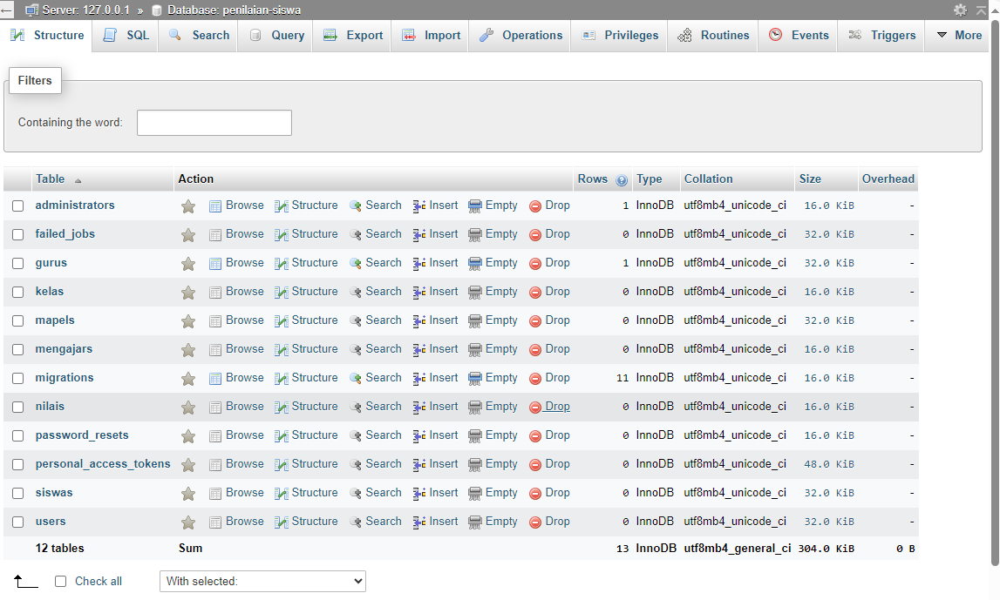 Server: 127.0.0.1 » Database: penilaian-siswa
Structure SQL Search Query Export Import Operations Privileges Routines Events Triggers More
Filters
Containing the word:
Table Action Rows Type Collation Size Overhead
administrators Browse Structure Search Insert Empty Drop 1 InnoDB utf8mb4_unicode_ci 16.0 KiB -
failed_jobs Browse Structure Search Insert Empty Drop 0 InnoDB utf8mb4_unicode_ci 32.0 KiB -
gurus Browse Structure Search Insert Empty Drop 1 InnoDB utf8mb4_unicode_ci 32.0 KiB -
kelas Browse Structure Search Insert Empty Drop 0 InnoDB utf8mb4_unicode_ci 16.0 KiB -
mapels Browse Structure Search Insert Empty Drop 0 InnoDB utf8mb4_unicode_ci 32.0 KiB -
mengajars Browse Structure Search Insert Empty Drop 0 InnoDB utf8mb4_unicode_ci 16.0 KiB -
migrations Browse Structure Search Insert Empty Drop 11 InnoDB utf8mb4_unicode_ci 16.0 KiB -
nilais Browse Structure Search Insert Empty Drop 0 InnoDB utf8mb4_unicode_ci 16.0 KiB -
password_resets Browse Structure Search Insert Empty Drop 0 InnoDB utf8mb4_unicode_ci 16.0 KiB -
personal_access_tokens Browse Structure Search Insert Empty Drop 0 InnoDB utf8mb4_unicode_ci 48.0 KiB -
siswas Browse Structure Search Insert Empty Drop 0 InnoDB utf8mb4_unicode_ci 32.0 KiB -
users Browse Structure Search Insert Empty Drop 0 InnoDB utf8mb4_unicode_ci 32.0 KiB -
12 tables Sum 13 InnoDB utf8mb4_general_ci 304.0 KiB 0 B
Check all With selected: